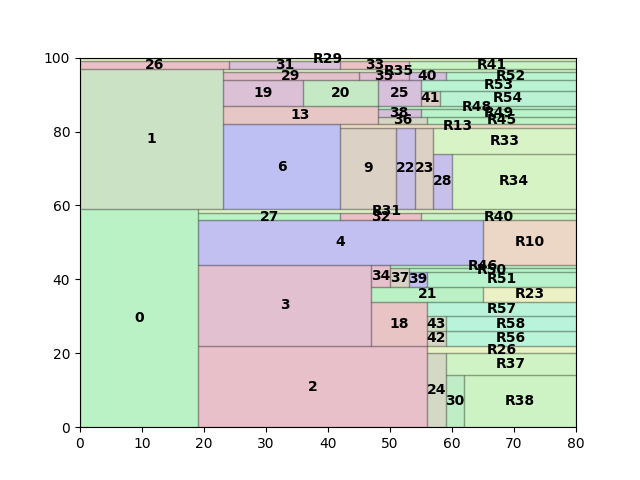 100
80
60
40
20
0
R29
26 31 33 R41
R35
29 35 40 R52
R53
19 20 25 41 R54
R48
13 38 R49
36 R45
R13
1
R33
6 9 22 23 28 R34
R31
27 32 R40
4 R10
R46
R50
34 37 39 R51
3 21 R23
R57
0 18 43 R58
42 R56
R26
R37
2 24 30 R38
0 10 20 30 40 50 60 70 80